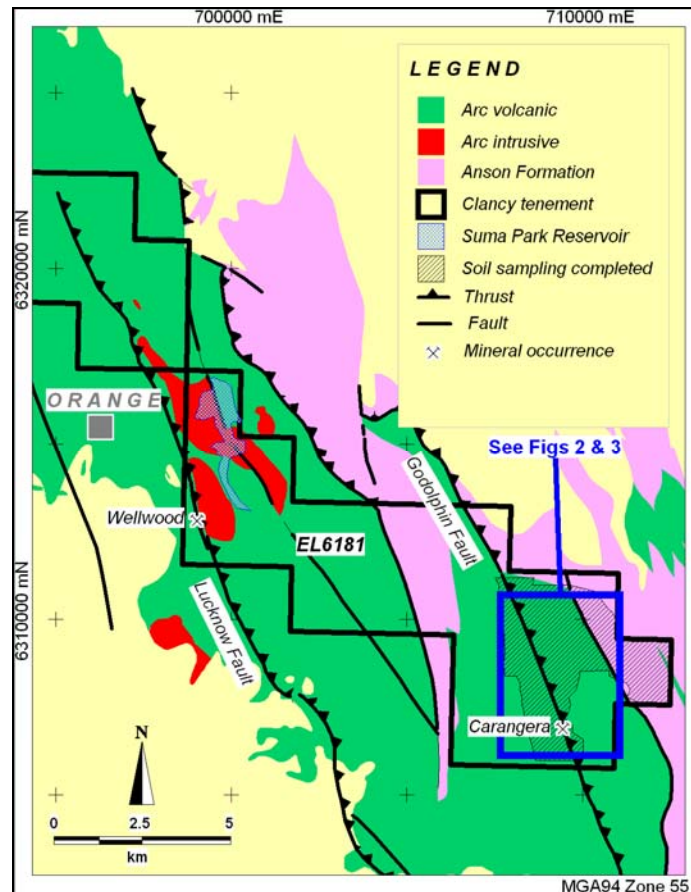 700000 mE
710000 mE
LEGEND
Arc volcanic
Arc intrusive
Anson Formation
Clancy tenement
Suma Park Reservoir
Soil sampling completed
Thrust
Fault
Mineral occurrence
6320000 mN
ORANGE
See Figs 2 & 3
Godolphin Fault
Wellwood
EL6181
6310000 mN
Lucknow Fault
Carangera
N
0 2.5 5
km
MGA94 Zone 55